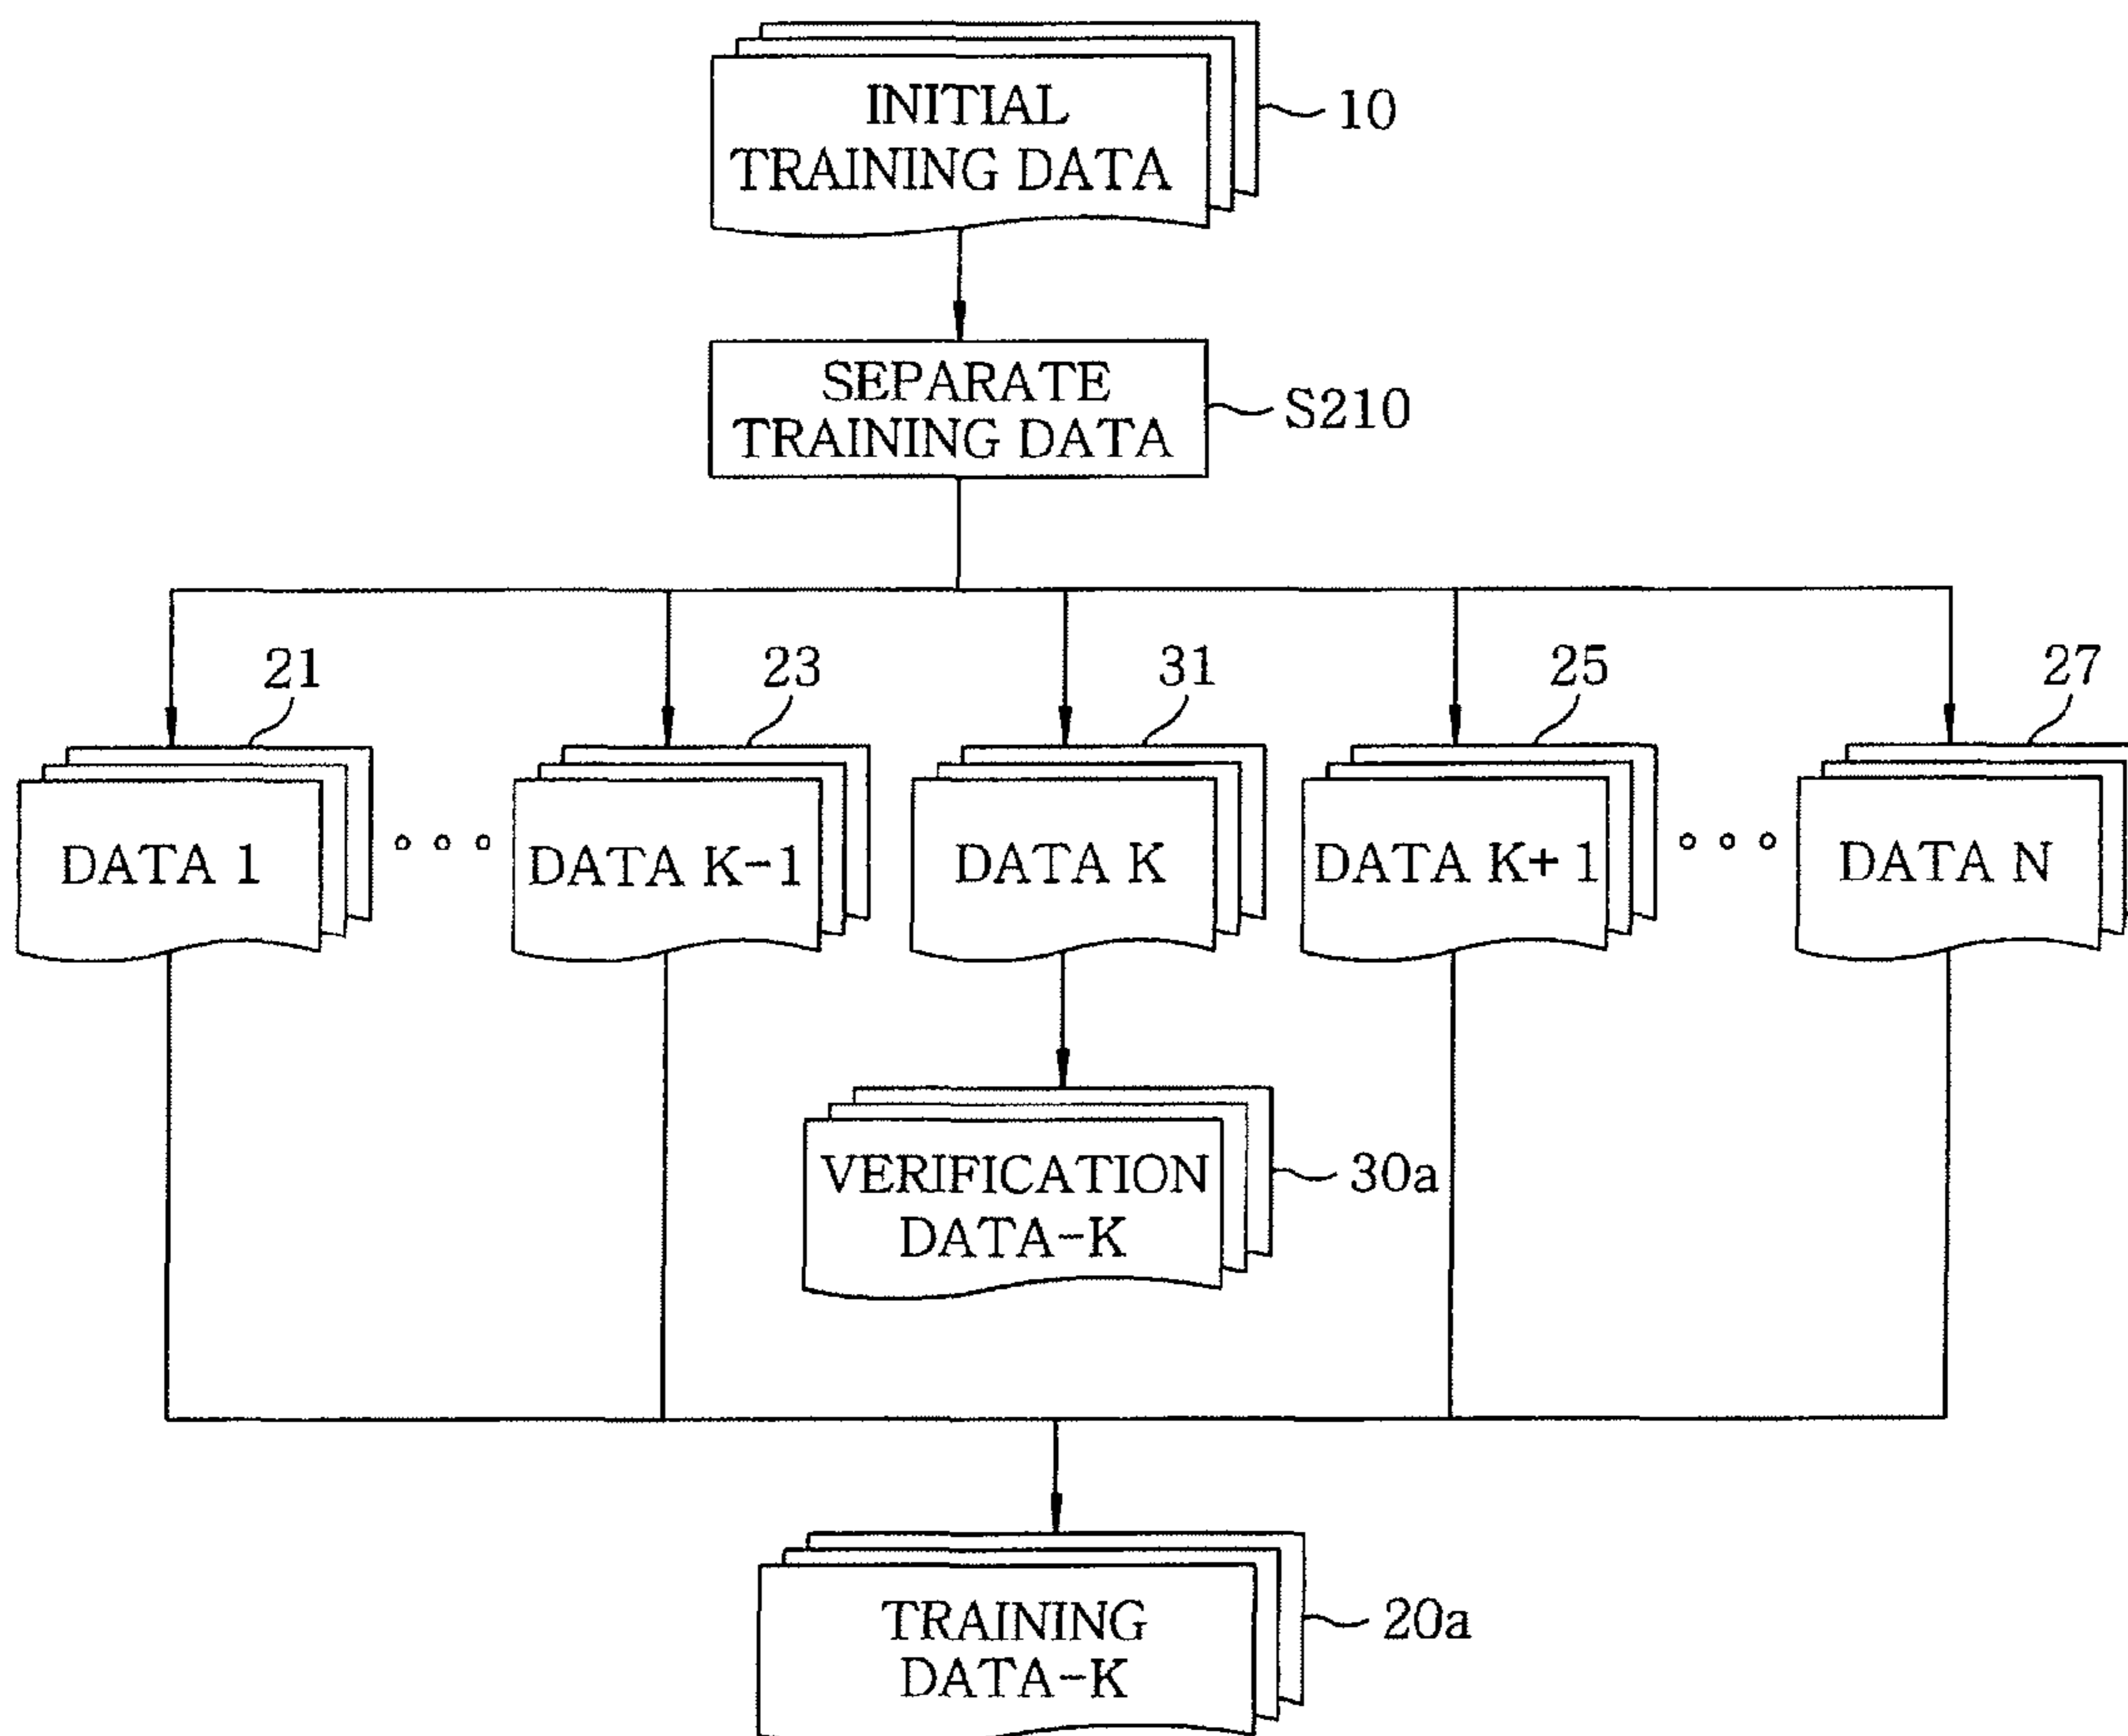 INITIAL
TRAINING DATA
10
SEPARATE
TRAINING DATA
S210
21
23
31
25
27
DATA 1
DATA K-1
DATA K
DATA K+1
DATA N
VERIFICATION
DATA-K
30a
TRAINING
DATA-K
20a